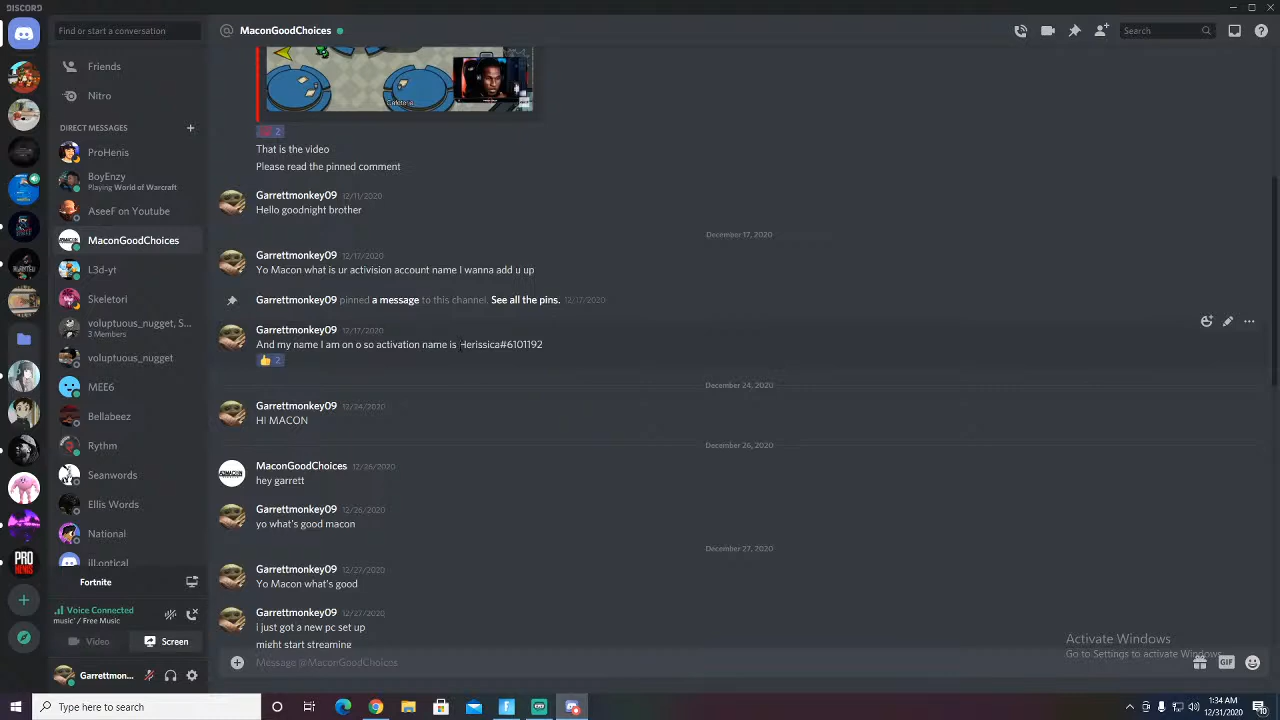 DISCORD
Find or start a conversation
MaconGoodChoices
Search
Friends
Nitro
DIRECT MESSAGES
ProHenis
BoyEnzy
Playing World of Warcraft
AseeF on Youtube
MaconGoodChoices
L3d-yt
Skeletori
voluptuous_nugget, S...
3 Members
voluptuous_nugget
MEE6
Bellabeez
Rythm
Seanwords
Ellis Words
National
iiLoptical
Fortnite
Voice Connected
music' / Free Music
Video
Screen
Garrettmon...
PRO
HENIS
Cafeteria
2
That is the video
Please read the pinned comment
Garrettmonkey09 12/11/2020
Hello goodnight brother
December 17, 2020
Garrettmonkey09 12/17/2020
Yo Macon what is ur activision account name I wanna add u up
Garrettmonkey09 pinned a message to this channel. See all the pins. 12/17/2020
Garrettmonkey09 12/17/2020
And my name I am on o so activation name is Herissica#6101192
2
December 24, 2020
Garrettmonkey09 12/24/2020
HI MACON
December 26, 2020
MaconGoodChoices 12/26/2020
hey garrett
Garrettmonkey09 12/26/2020
yo what's good macon
December 27, 2020
Garrettmonkey09 12/27/2020
Yo Macon what's good
Garrettmonkey09 12/27/2020
i just got a new pc set up
might start streaming
Message @MaconGoodChoices
GIF
Activate Windows
Go to Settings to activate Windows.
Type here to search
1:34 AM
12/31/2020